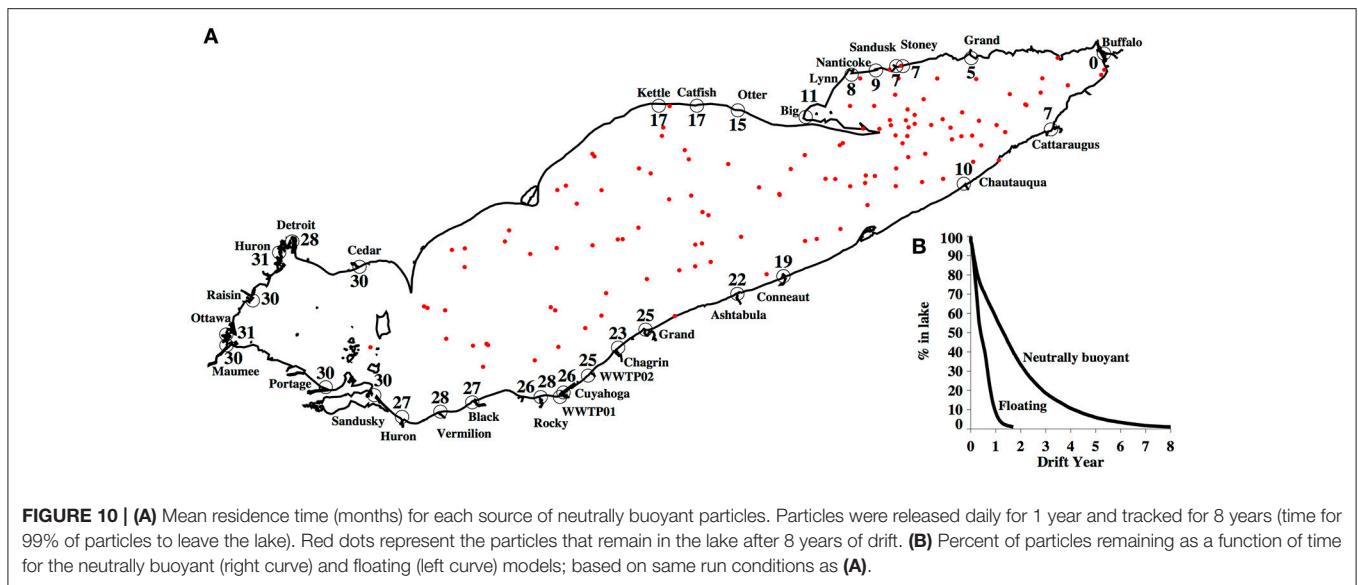 A
Buffalo
0
Grand
5
Sandusk
Stoney
7
7
Nanticoke
9
Lynn
8
11
Big
Otter
15
Catfish
17
Kettle
17
7
Cattaraugus
10
Chautauqua
19
Conneaut
22
Ashtabula
25
Grand
23
Chagrin
25
WWTP02
26
Cuyahoga
WWTP01
28
26
Rocky
27
Black
28
Vermilion
27
Huron
30
Sandusky
30
Portage
30
Maumee
Ottawa
31
Raisin
30
Huron
31
Detroit
28
Cedar
30
B
100
90
80
70
60
50
40
30
20
10
0
% in lake
Neutrally buoyant
Floating
0 1 2 3 4 5 6 7 8
Drift Year
FIGURE 10 | (A) Mean residence time (months) for each source of neutrally buoyant particles. Particles were released daily for 1 year and tracked for 8 years (time for
99% of particles to leave the lake). Red dots represent the particles that remain in the lake after 8 years of drift. (B) Percent of particles remaining as a function of time
for the neutrally buoyant (right curve) and floating (left curve) models; based on same run conditions as (A).